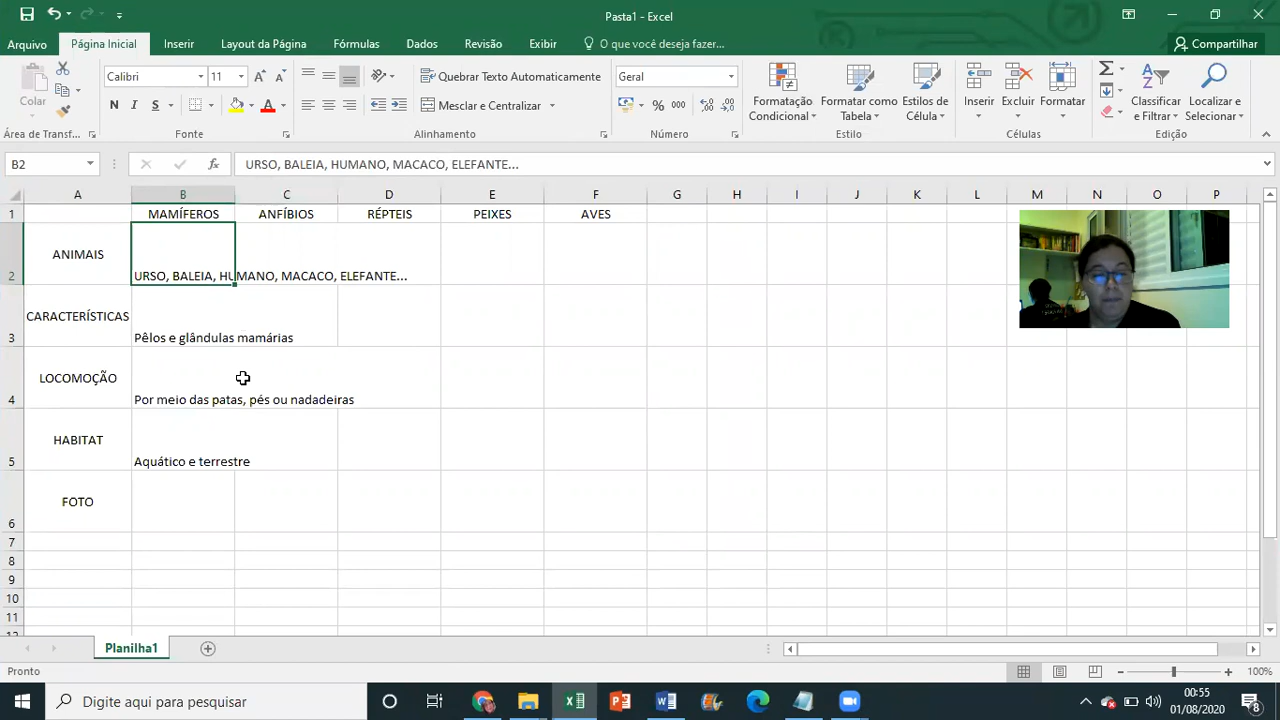 Pasta1 - Excel
Arquivo Página Inicial Inserir Layout da Página Fórmulas Dados Revisão Exibir O que você deseja fazer... Compartilhar
Colar
Calibri 11
N I S
Quebrar Texto Automaticamente
Mesclar e Centralizar
Geral
% 000
Formatação Condicional
Formatar como Tabela
Estilos de Célula
Inserir
Excluir
Formatar
Classificar e Filtrar
Localizar e Selecionar
Área de Transf... Fonte Alinhamento Número Estilo Células Edição
B2 fx URSO, BALEIA, HUMANO, MACACO, ELEFANTE...
A B C D E F G H I J K L M N O P
1 MAMÍFEROS ANFÍBIOS RÉPTEIS PEIXES AVES
2 ANIMAIS URSO, BALEIA, HUMANO, MACACO, ELEFANTE...
3 CARACTERÍSTICAS Pêlos e glândulas mamárias
4 LOCOMOÇÃO Por meio das patas, pés ou nadadeiras
5 HABITAT Aquático e terrestre
6 FOTO
7
8
9
10
11
Planilha1
Pronto 100%
Digite aqui para pesquisar
00:55
01/08/2020
8